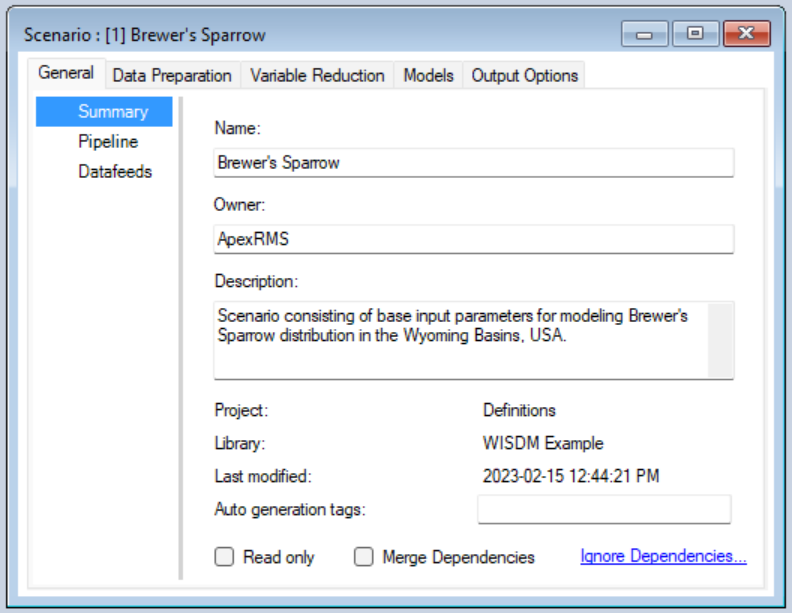 Scenario : [1] Brewer's Sparrow
General Data Preparation Variable Reduction Models Output Options
Summary
Pipeline
Datafeeds
Name:
Brewer's Sparrow
Owner:
ApexRMS
Description:
Scenario consisting of base input parameters for modeling Brewer's
Sparrow distribution in the Wyoming Basins, USA.
Project: Definitions
Library: WISDM Example
Last modified: 2023-02-15 12:44:21 PM
Auto generation tags:
Read only Merge Dependencies Ignore Dependencies...